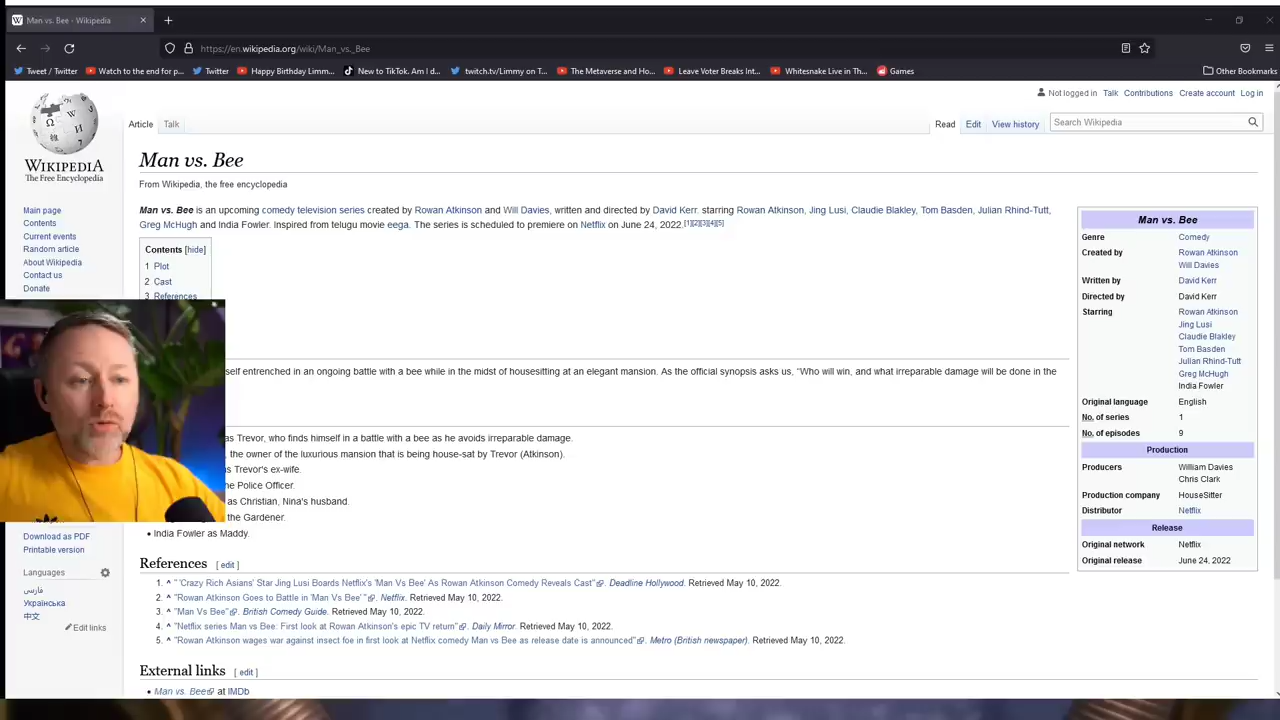 Man vs. Bee - Wikipedia
https://en.wikipedia.org/wiki/Man_vs._Bee
Tweet / Twitter
Watch to the end for p...
Twitter
Happy Birthday Limm...
New to TikTok. Am I d...
twitch.tv/Limmy on T...
The Metaverse and Ho...
Leave Voter Breaks Int...
Whitesnake Live in Th...
Games
Other Bookmarks
Not logged in Talk Contributions Create account Log in
Article Talk
Read Edit View history
Search Wikipedia
WIKIPEDIA
The Free Encyclopedia
Main page
Contents
Current events
Random article
About Wikipedia
Contact us
Donate
Download as PDF
Printable version
Languages
فارسی
Українська
中文
Edit links
Man vs. Bee
From Wikipedia, the free encyclopedia
Man vs. Bee is an upcoming comedy television series created by Rowan Atkinson and Will Davies, written and directed by David Kerr. starring Rowan Atkinson, Jing Lusi, Claudie Blakley, Tom Basden, Julian Rhind-Tutt,
Greg McHugh and India Fowler. Inspired from telugu movie eega. The series is scheduled to premiere on Netflix on June 24, 2022.[1][2][3][4][5]
Contents [hide]
1 Plot
2 Cast
3 References
self entrenched in an ongoing battle with a bee while in the midst of housesitting at an elegant mansion. As the official synopsis asks us, "Who will win, and what irreparable damage will be done in the
as Trevor, who finds himself in a battle with a bee as he avoids irreparable damage.
, the owner of the luxurious mansion that is being house-sat by Trevor (Atkinson).
as Trevor's ex-wife.
he Police Officer.
as Christian, Nina's husband.
the Gardener.
• India Fowler as Maddy.
References [ edit ]
1. ^ "'Crazy Rich Asians' Star Jing Lusi Boards Netflix's 'Man Vs Bee' As Rowan Atkinson Comedy Reveals Cast". Deadline Hollywood. Retrieved May 10, 2022.
2. ^ "Rowan Atkinson Goes to Battle in 'Man Vs Bee' ". Netflix. Retrieved May 10, 2022.
3. ^ "Man Vs Bee". British Comedy Guide. Retrieved May 10, 2022.
4. ^ "Netflix series Man vs Bee: First look at Rowan Atkinson's epic TV return". Daily Mirror. Retrieved May 10, 2022.
5. ^ "Rowan Atkinson wages war against insect foe in first look at Netflix comedy Man vs Bee as release date is announced". Metro (British newspaper). Retrieved May 10, 2022.
External links [ edit ]
• Man vs. Bee at IMDb
Man vs. Bee
Genre Comedy
Created by Rowan Atkinson
Will Davies
Written by David Kerr
Directed by David Kerr
Starring Rowan Atkinson
Jing Lusi
Claudie Blakley
Tom Basden
Julian Rhind-Tutt
Greg McHugh
India Fowler
Original language English
No. of series 1
No. of episodes 9
Production
Producers William Davies
Chris Clark
Production company HouseSitter
Distributor Netflix
Release
Original network Netflix
Original release June 24, 2022